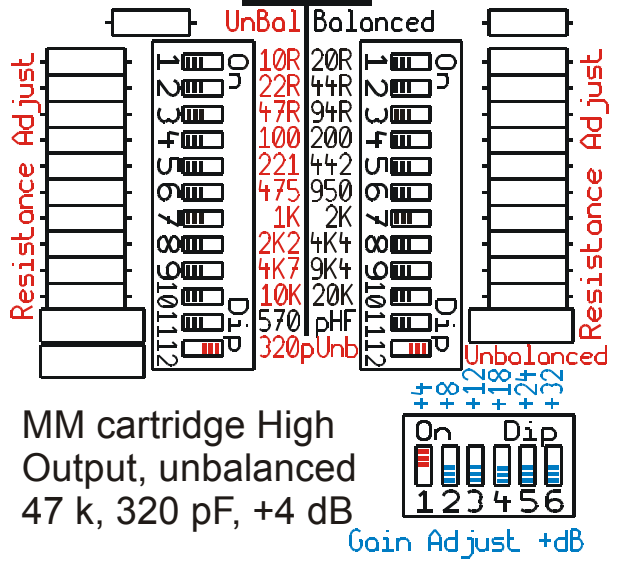 UnBal Balanced
On
On
1 10R 20R 1
2 22R 44R 2
3 47R 94R 3
4 100 200 4
5 221 442 5
6 475 950 6
7 1K 2K 7
8 2K2 4K4 8
9 4K7 9K4 9
10 10K 20K 10
11 570 pHF 11
12 320pUnb 12
Dip
Dip
Resistance Adjust
Resistance Adjust
Unbalanced
+4 +8 +12 +18 +24 +32
On Dip
1 2 3 4 5 6
Gain Adjust +dB
MM cartridge High
Output, unbalanced
47 k, 320 pF, +4 dB